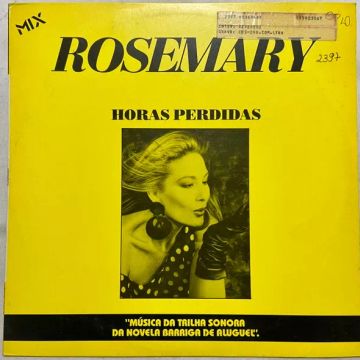 MIX
ROSEMARY
2397
HORAS PERDIDAS
"MÚSICA DA TRILHA SONORA
DA NOVELA BARRIGA DE ALUGUEL".